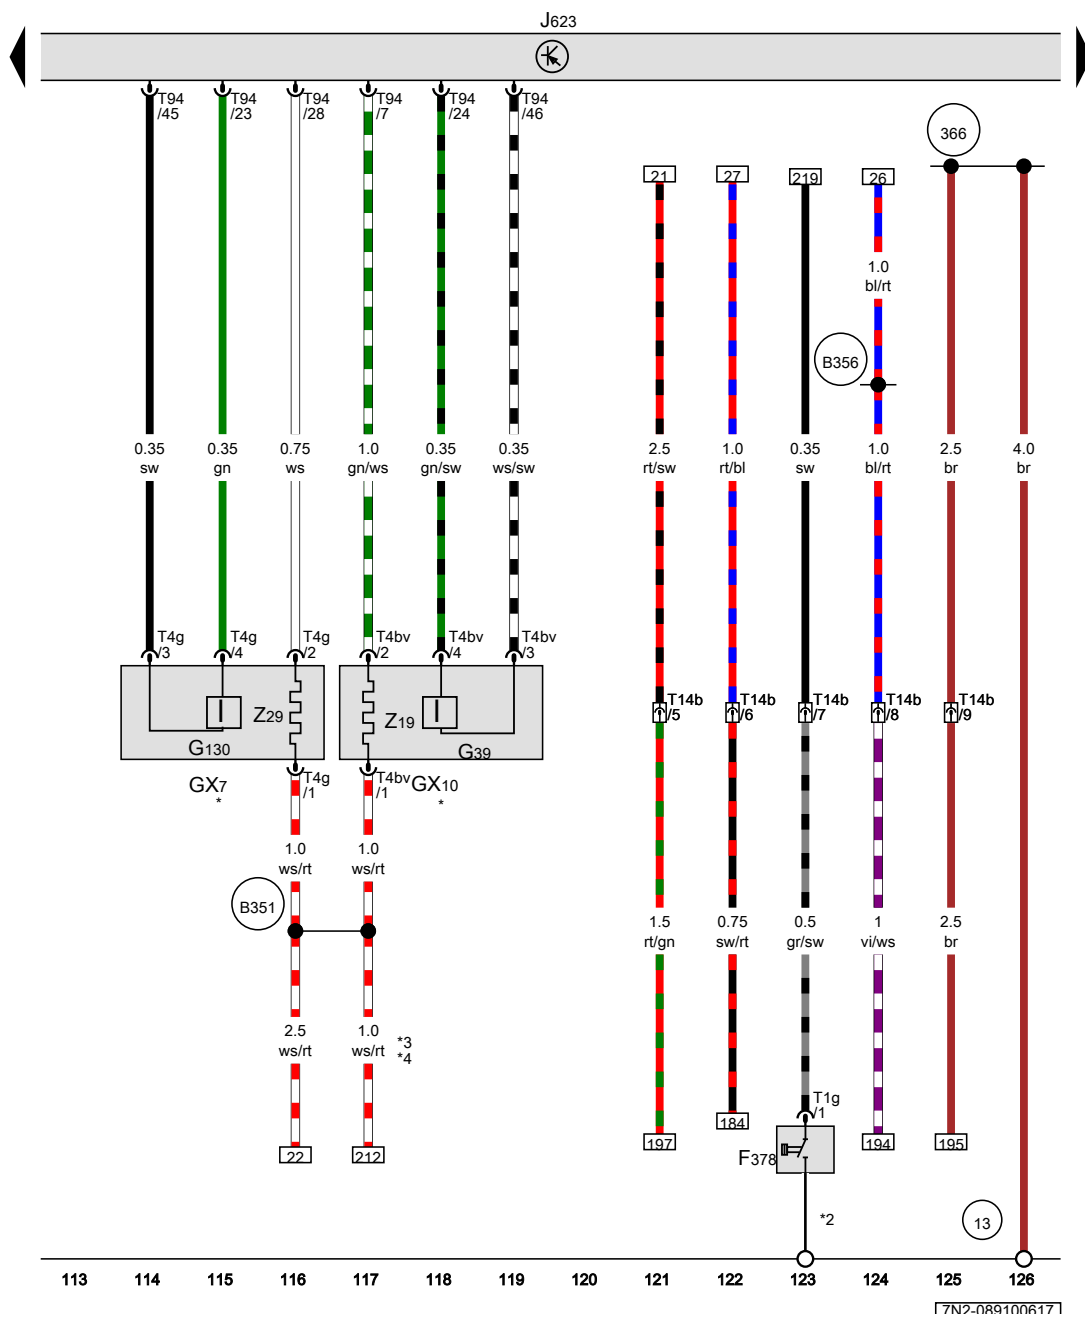 J623
T94 T94 T94 T94 T94 T94
/45 /23 /28 /7 /24 /46
366
21 27 219 26
1.0
bl/rt
B356
0.35 0.35 0.75 1.0 0.35 0.35 2.5 1.0 0.35 1.0 2.5 4.0
sw gn ws gn/ws gn/sw ws/sw rt/sw rt/bl sw bl/rt br br
T4g T4g T4g T4bv T4bv T4bv
/3 /4 /2 /2 /4 /3
T14b T14b T14b T14b T14b
/5 /6 /7 /8 /9
Z29 Z19
G130 G39
GX7 T4g T4bv GX10
* /1 /1 *
1.0 1.0
ws/rt ws/rt
B351
1.5 0.75 0.5 1 2.5
rt/gn sw/rt gr/sw vi/ws br
2.5 1.0 *3
ws/rt ws/rt *4
T1g
/1
184
197 194 195
22 212
F378
*2
13
113 114 115 116 117 118 119 120 121 122 123 124 125 126
7N2-089100617